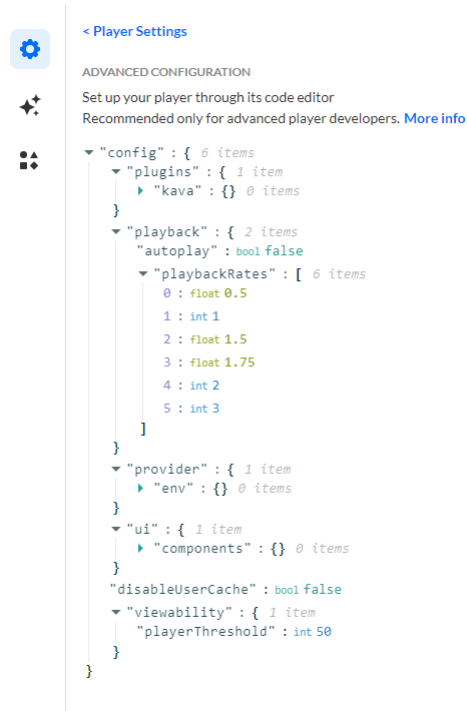 < Player Settings
ADVANCED CONFIGURATION
Set up your player through its code editor
Recommended only for advanced player developers. More info
"config" : { 6 items
"plugins" : { 1 item
"kava" : {} 0 items
}
"playback" : { 2 items
"autoplay" : bool false
"playbackRates" : [ 6 items
0 : float 0.5
1 : int 1
2 : float 1.5
3 : float 1.75
4 : int 2
5 : int 3
]
}
"provider" : { 1 item
"env" : {} 0 items
}
"ui" : { 1 item
"components" : {} 0 items
}
"disableUserCache" : bool false
"viewability" : { 1 item
"playerThreshold" : int 50
}
}